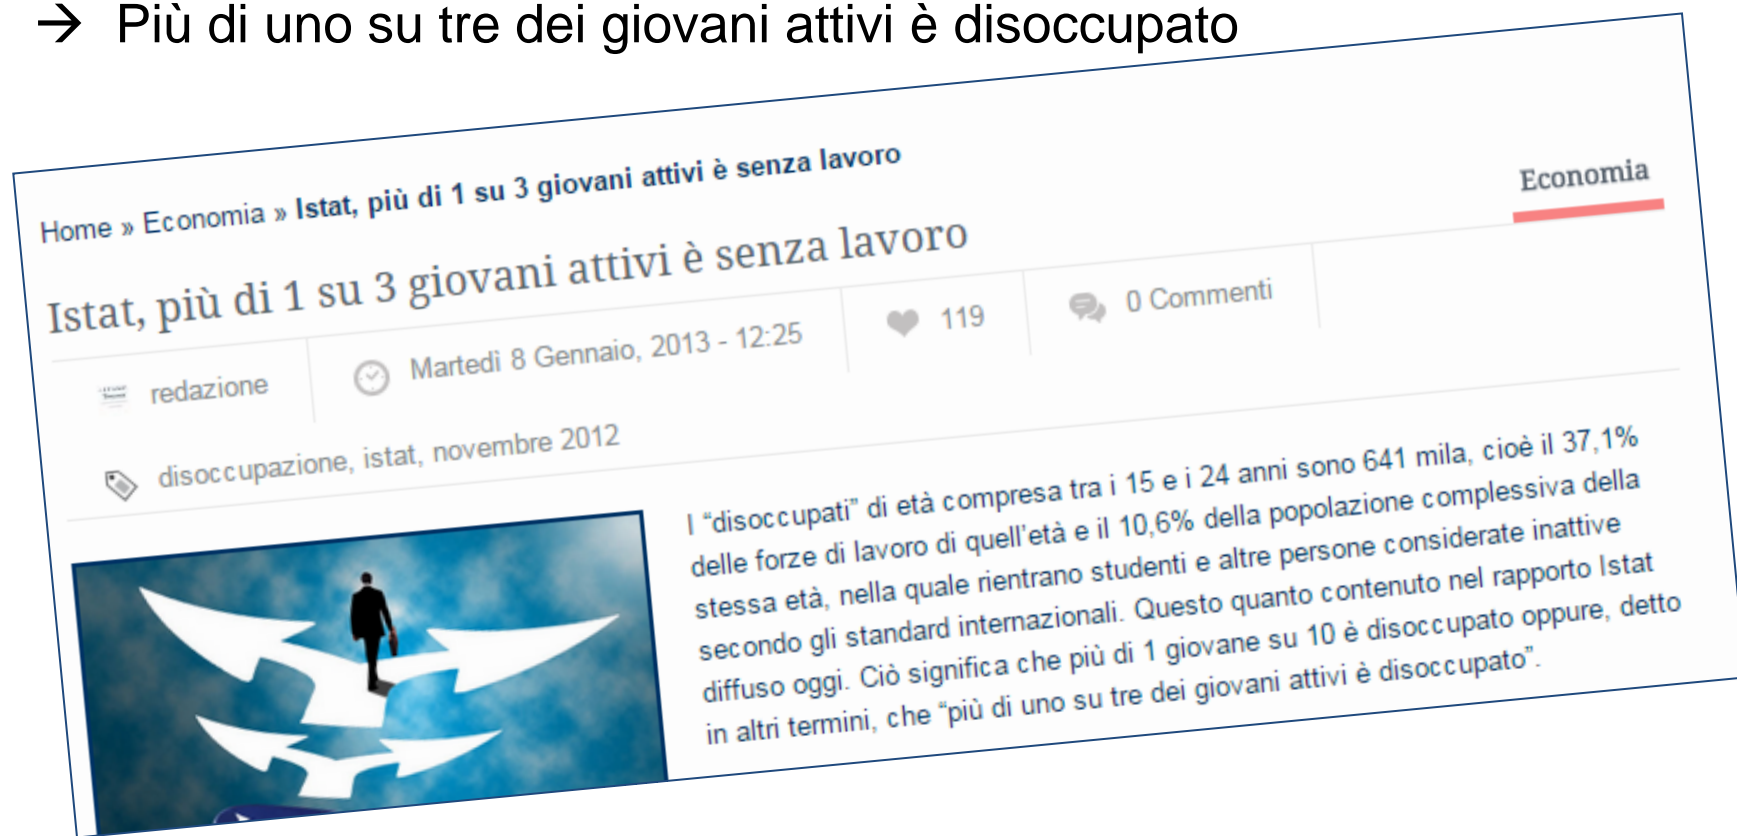 → Più di uno su tre dei giovani attivi è disoccupato
Home » Economia » Istat, più di 1 su 3 giovani attivi è senza lavoro
Economia
Istat, più di 1 su 3 giovani attivi è senza lavoro
redazione
Martedì 8 Gennaio, 2013 - 12:25
119
0 Commenti
disoccupazione, istat, novembre 2012
I “disoccupati” di età compresa tra i 15 e i 24 anni sono 641 mila, cioè il 37,1%
delle forze di lavoro di quell'età e il 10,6% della popolazione complessiva della
stessa età, nella quale rientrano studenti e altre persone considerate inattive
secondo gli standard internazionali. Questo quanto contenuto nel rapporto Istat
diffuso oggi. Ciò significa che più di 1 giovane su 10 è disoccupato oppure, detto
in altri termini, che “più di uno su tre dei giovani attivi è disoccupato”.